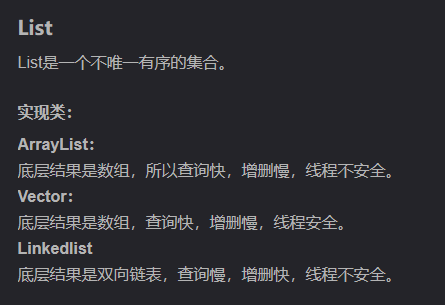 List
List是一个不唯一有序的集合。
实现类：
ArrayList：
底层结果是数组，所以查询快，增删慢，线程不安全。
Vector：
底层结果是数组，查询快，增删慢，线程安全。
Linkedlist
底层结果是双向链表，查询慢，增删快，线程不安全。